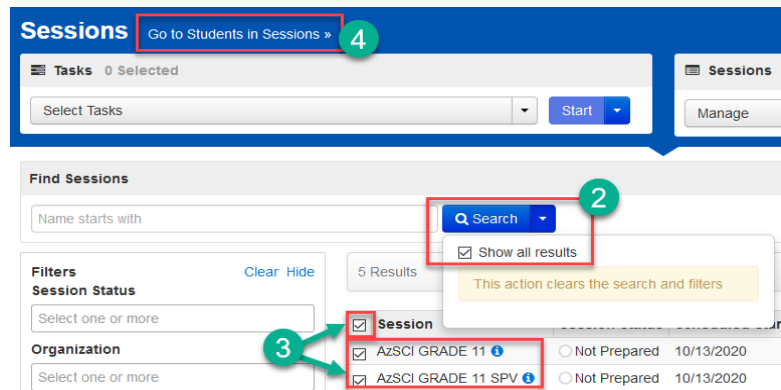 Sessions Go to Students in Sessions » 4
Tasks 0 Selected
Sessions
Select Tasks
Start
Manage
Find Sessions
2
Name starts with
Search
Show all results
This action clears the search and filters
Filters Clear Hide
5 Results
Session Status
Select one or more
Session
Organization
3
AzSCI GRADE 11
Not Prepared 10/13/2020
Select one or more
AzSCI GRADE 11 SPV
Not Prepared 10/13/2020